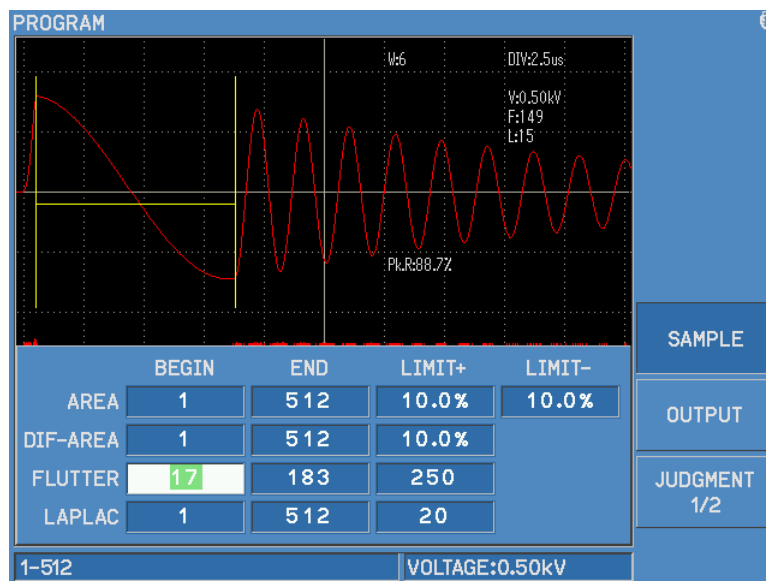 PROGRAM
W:6 DIV:2.5us
V:0.50kV
F:149
L:15
Pk.R:88.7%
SAMPLE
BEGIN END LIMIT+ LIMIT-
AREA 1 512 10.0% 10.0%
OUTPUT
DIF-AREA 1 512 10.0%
FLUTTER 17 183 250
JUDGMENT
1/2
LAPLAC 1 512 20
1-512 VOLTAGE:0.50kV